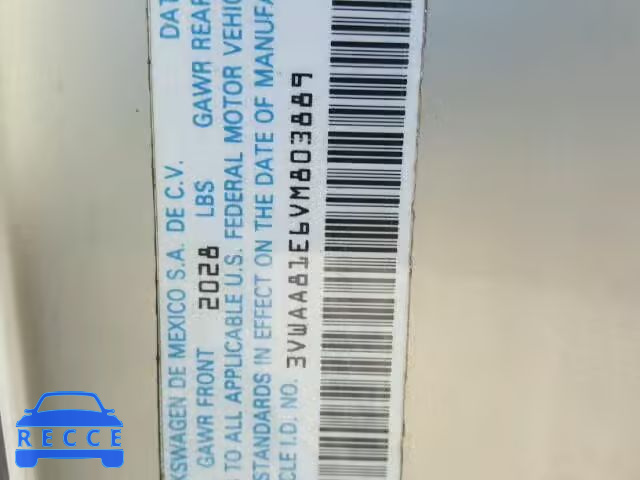 DAT
KSWAGEN DE MEXICO S.A. DE C.V.
GAWR FRONT 2028 LBS GAWR REAR
TO ALL APPLICABLE U.S. FEDERAL MOTOR VEHIC
STANDARDS IN EFFECT ON THE DATE OF MANUFA
CLE I.D. NO. 3VWAA81E6VM803889
RECCE